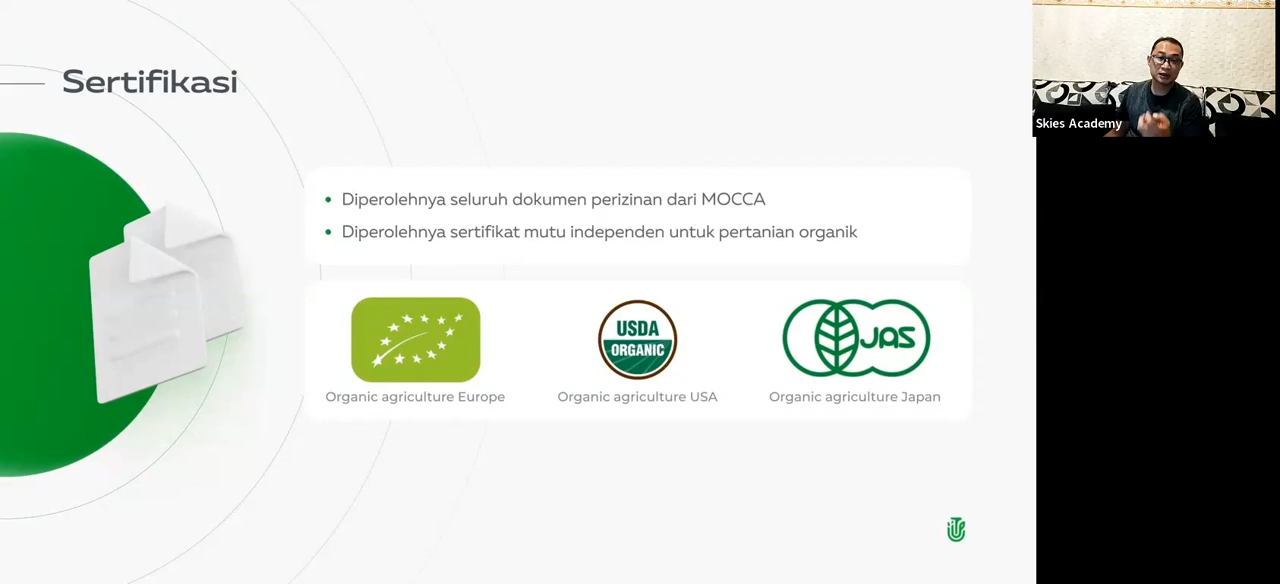 Sertifikasi
Skies Academy
• Diperolehnya seluruh dokumen perizinan dari MOCCA
• Diperolehnya sertifikat mutu independen untuk pertanian organik
USDA
ORGANIC
JAS
Organic agriculture Europe
Organic agriculture USA
Organic agriculture Japan